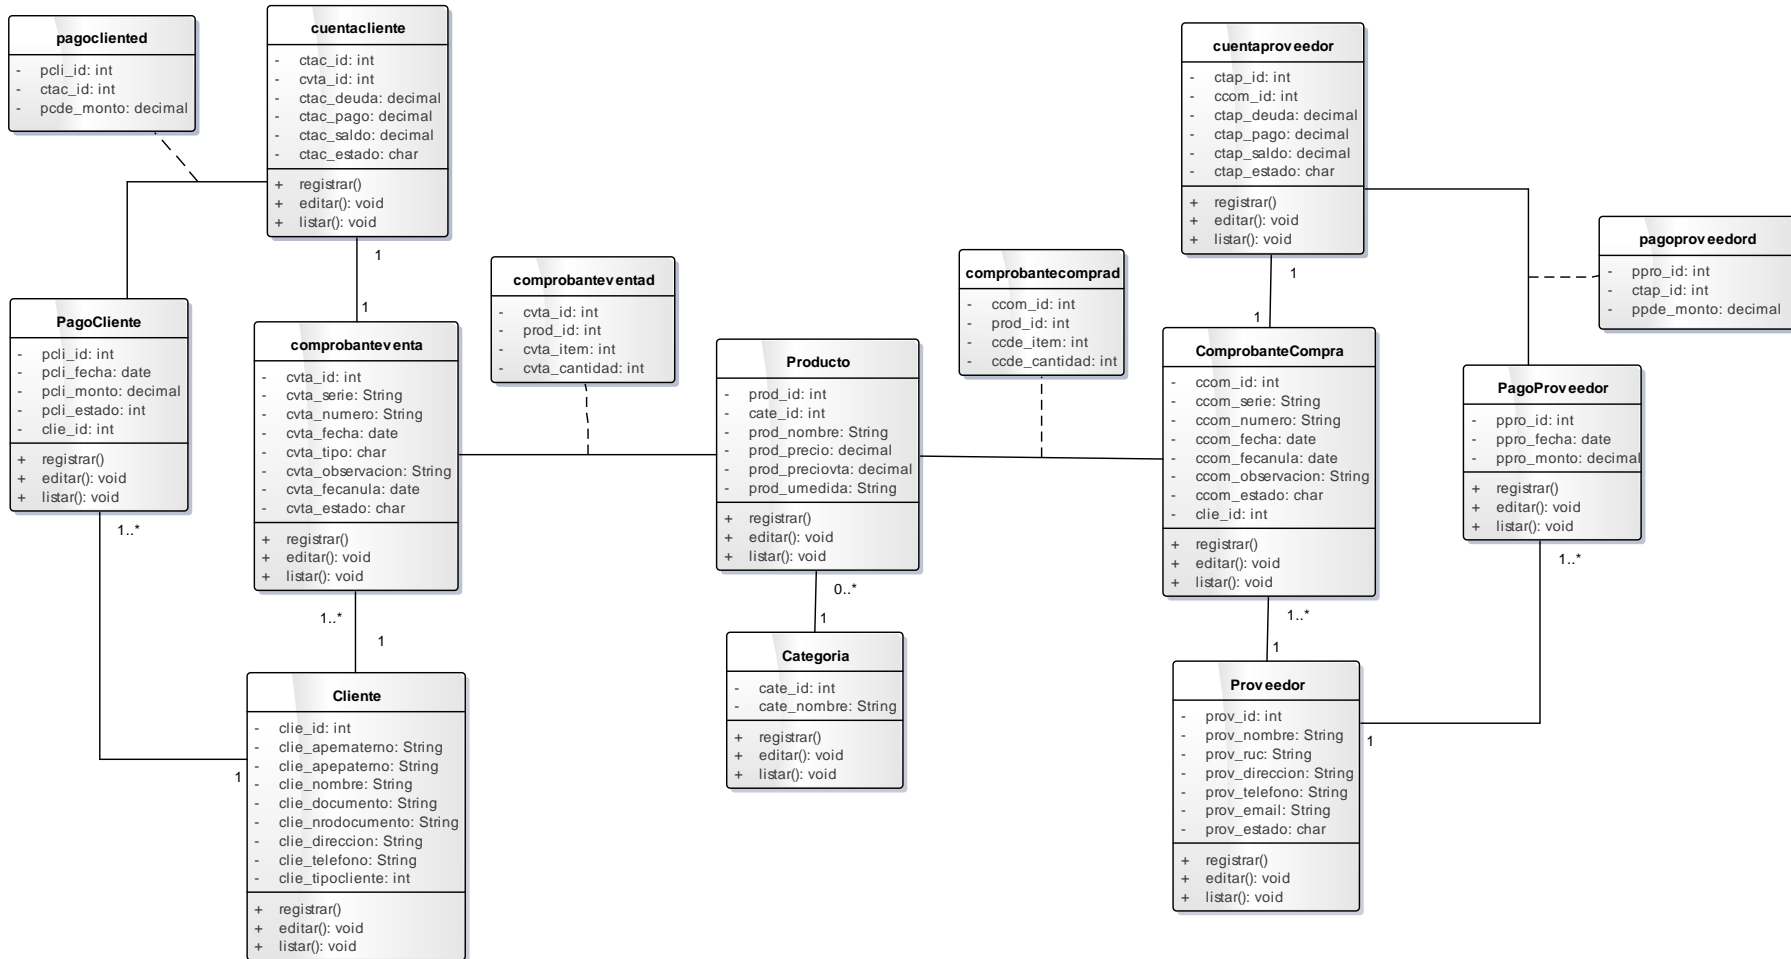 pagocliented
- pcli_id: int
- ctac_id: int
- pcde_monto: decimal
cuentacliente
- ctac_id: int
- cvta_id: int
- ctac_deuda: decimal
- ctac_pago: decimal
- ctac_saldo: decimal
- ctac_estado: char
+ registrar()
+ editar(): void
+ listar(): void
1
1
cuentaproveedor
- ctap_id: int
- ccom_id: int
- ctap_deuda: decimal
- ctap_pago: decimal
- ctap_saldo: decimal
- ctap_estado: char
+ registrar()
+ editar(): void
+ listar(): void
1
1
pagoproveedord
- ppro_id: int
- ctap_id: int
- ppde_monto: decimal
comprobanteventad
- cvta_id: int
- prod_id: int
- cvta_item: int
- cvta_cantidad: int
comprobantecomprad
- ccom_id: int
- prod_id: int
- ccde_item: int
- ccde_cantidad: int
PagoCliente
- pcli_id: int
- pcli_fecha: date
- pcli_monto: decimal
- pcli_estado: int
- clie_id: int
+ registrar()
+ editar(): void
+ listar(): void
1..*
1
comprobanteventa
- cvta_id: int
- cvta_serie: String
- cvta_numero: String
- cvta_fecha: date
- cvta_tipo: char
- cvta_observacion: String
- cvta_fecanula: date
- cvta_estado: char
+ registrar()
+ editar(): void
+ listar(): void
1..*
1
Producto
- prod_id: int
- cate_id: int
- prod_nombre: String
- prod_precio: decimal
- prod_preciovta: decimal
- prod_umedida: String
+ registrar()
+ editar(): void
+ listar(): void
0..*
1
ComprobanteCompra
- ccom_id: int
- ccom_serie: String
- ccom_numero: String
- ccom_fecha: date
- ccom_fecanula: date
- ccom_observacion: String
- ccom_estado: char
- clie_id: int
+ registrar()
+ editar(): void
+ listar(): void
1..*
1
PagoProveedor
- ppro_id: int
- ppro_fecha: date
- ppro_monto: decimal
+ registrar()
+ editar(): void
+ listar(): void
1..*
1
Cliente
- clie_id: int
- clie_apematerno: String
- clie_apepaterno: String
- clie_nombre: String
- clie_documento: String
- clie_nrodocumento: String
- clie_direccion: String
- clie_telefono: String
- clie_tipocliente: int
+ registrar()
+ editar(): void
+ listar(): void
Categoria
- cate_id: int
- cate_nombre: String
+ registrar()
+ editar(): void
+ listar(): void
Proveedor
- prov_id: int
- prov_nombre: String
- prov_ruc: String
- prov_direccion: String
- prov_telefono: String
- prov_email: String
- prov_estado: char
+ registrar()
+ editar(): void
+ listar(): void